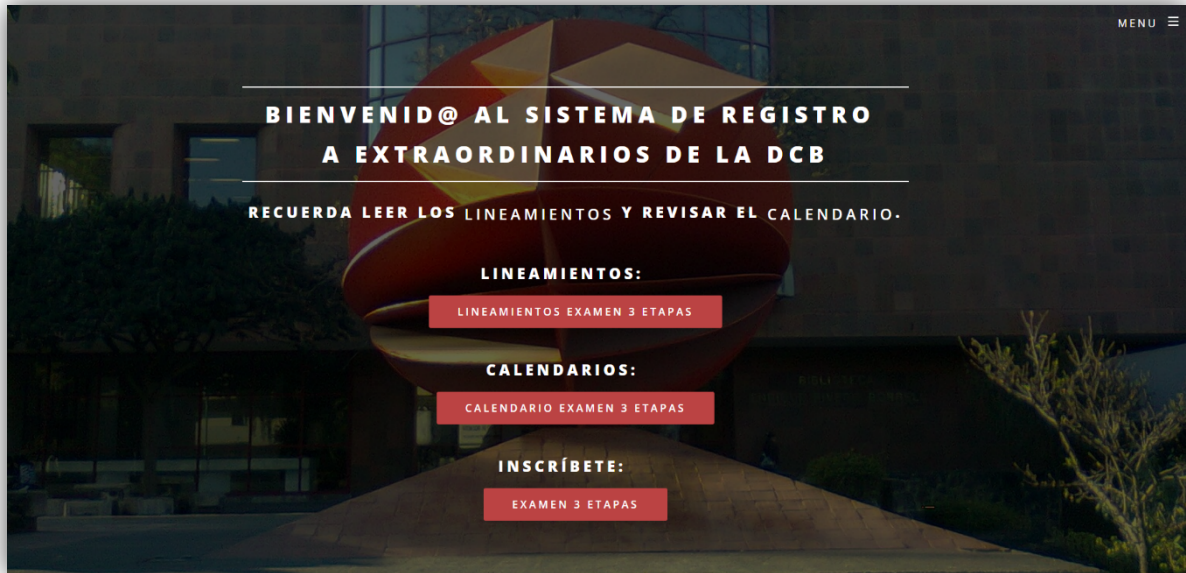 MENU ☰
BIENVENID@ AL SISTEMA DE REGISTRO
A EXTRAORDINARIOS DE LA DCB
RECUERDA LEER LOS LINEAMIENTOS Y REVISAR EL CALENDARIO.
LINEAMIENTOS:
LINEAMIENTOS EXAMEN 3 ETAPAS
CALENDARIOS:
CALENDARIO EXAMEN 3 ETAPAS
BIBLIOTECA
INSCRÍBETE:
EXAMEN 3 ETAPAS